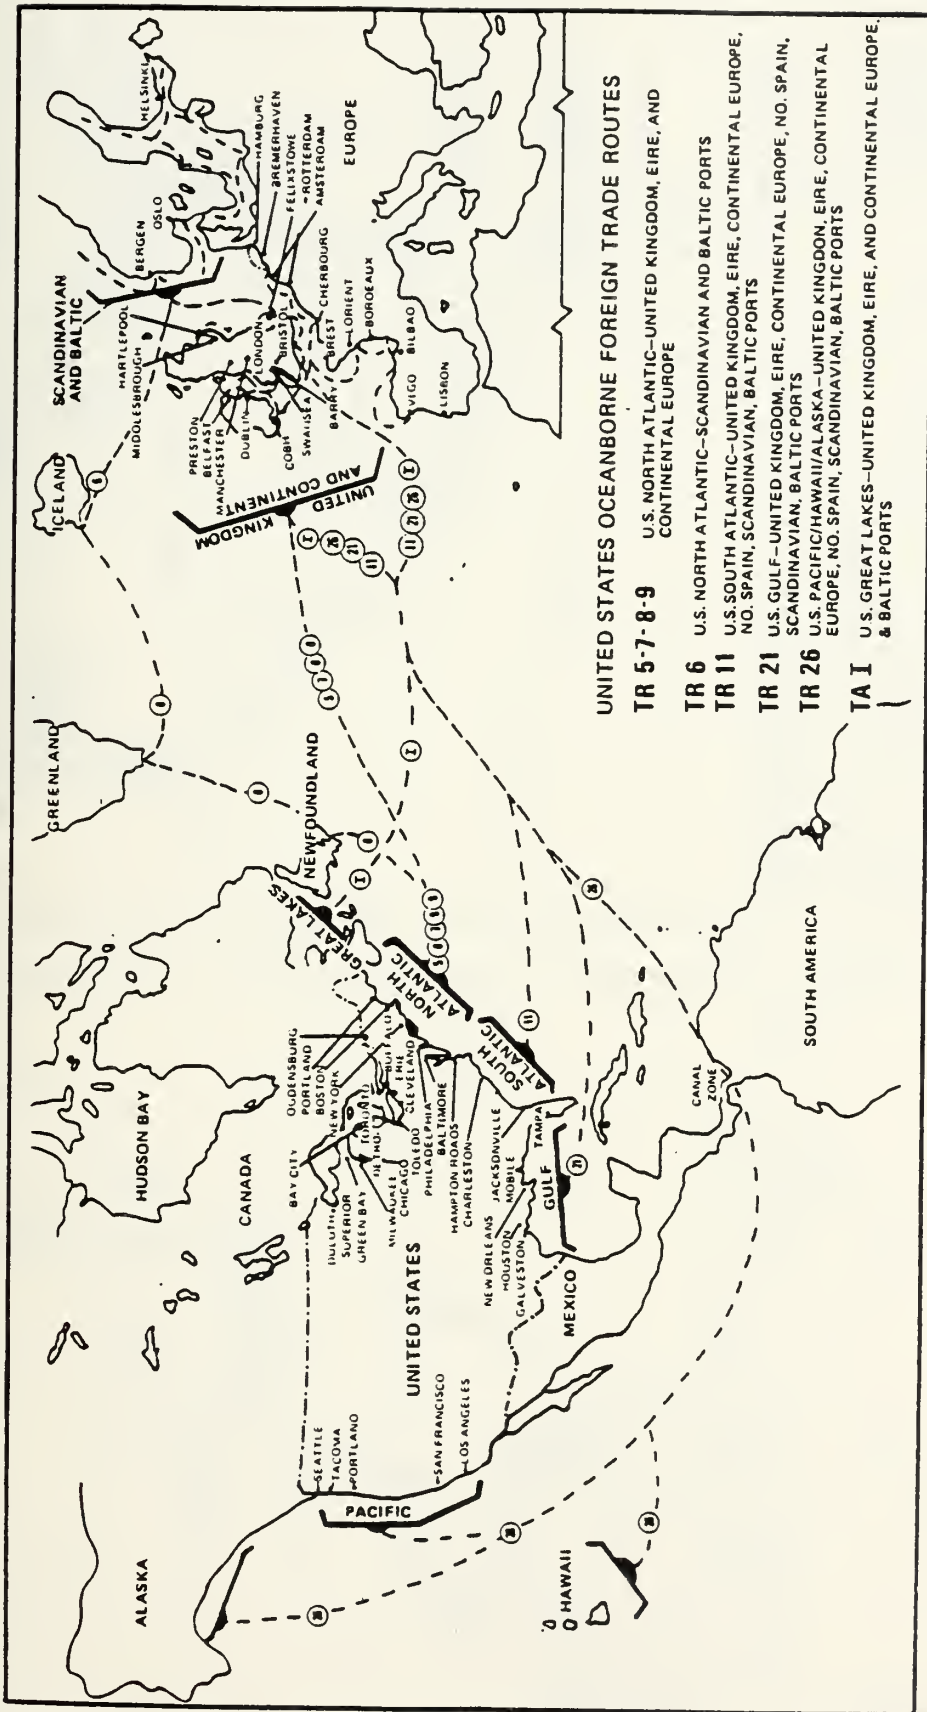 ALASKA
HAWAII
PACIFIC
SEATTLE
TACOMA
PORTLAND
SAN FRANCISCO
LOS ANGELES
UNITED STATES
MEXICO
CANADA
HUDSON BAY
BAY CITY
DULUTH
SUPERIOR
GREEN BAY
MILWAUKEE
CHICAGO
TOLEDO
PHILADELPHIA
BALTIMORE
HAMPTON ROADS
CHARLESTON
OGDENSBURG
PORTLAND
BOSTON
NEW YORK
TORONTO
DETROIT
BUFFALO
ERIE
CLEVELAND
JACKSONVILLE
MOBILE
TAMPA
NEW ORLEANS
HOUSTON
GALVESTON
GULF
SOUTH
ATLANTIC
NORTH
ATLANTIC
GREAT LAKES
NEWFOUNDLAND
GREENLAND
ICELAND
CANAL
ZONE
SOUTH AMERICA
UNITED
KINGDOM
AND CONTINENT
SCANDINAVIAN
AND BALTIC
BERGEN
OSLO
HELSINKI
HARTLEPOOL
MIDDLESBROUGH
PRESTON
BELFAST
MANCHESTER
DUBLIN
COBH
SWANSEA
BARRY
LONDON
BRISTOL
BREST
CHERBOURG
LORIENT
BORDEAUX
BILBAO
VIGO
LISBON
HAMBURG
BREMERHAVEN
FELIXSTOWE
ROTTERDAM
AMSTERDAM
EUROPE
11
21
26
I
UNITED STATES OCEANBORNE FOREIGN TRADE ROUTES
TR 5-7-8-9 U.S. NORTH ATLANTIC–UNITED KINGDOM, EIRE, AND
CONTINENTAL EUROPE
TR 6 U.S. NORTH ATLANTIC–SCANDINAVIAN AND BALTIC PORTS
TR 11 U.S.SOUTH ATLANTIC–UNITED KINGDOM, EIRE, CONTINENTAL EUROPE,
NO. SPAIN, SCANDINAVIAN, BALTIC PORTS
TR 21 U.S. GULF–UNITED KINGDOM, EIRE, CONTINENTAL EUROPE, NO. SPAIN,
SCANDINAVIAN, BALTIC PORTS
TR 26 U.S. PACIFIC/HAWAII/ALASKA–UNITED KINGDOM, EIRE, CONTINENTAL
EUROPE, NO. SPAIN, SCANDINAVIAN, BALTIC PORTS
TA I U.S. GREAT LAKES–UNITED KINGDOM, EIRE, AND CONTINENTAL EUROPE,
& BALTIC PORTS